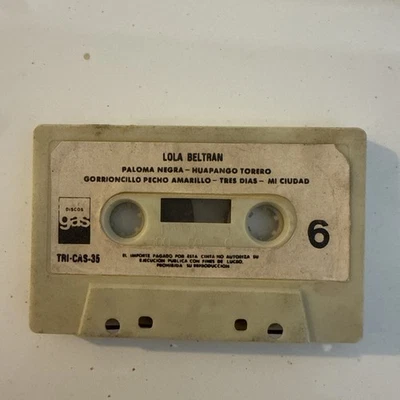 LOLA BELTRAN
PALOMA NEGRA - HUAPANGO TORERO
GORRIONCILLO PECHO AMARILLO - TRES DIAS - MI CIUDAD
DISCOS
gas
6
TRI-CAS-35
EL IMPORTE PAGADO POR ESTA CINTA NO AUTORIZA SU
EJECUCION PUBLICA CON FINES DE LUCRO.
PROHIBIDA SU REPRODUCCION